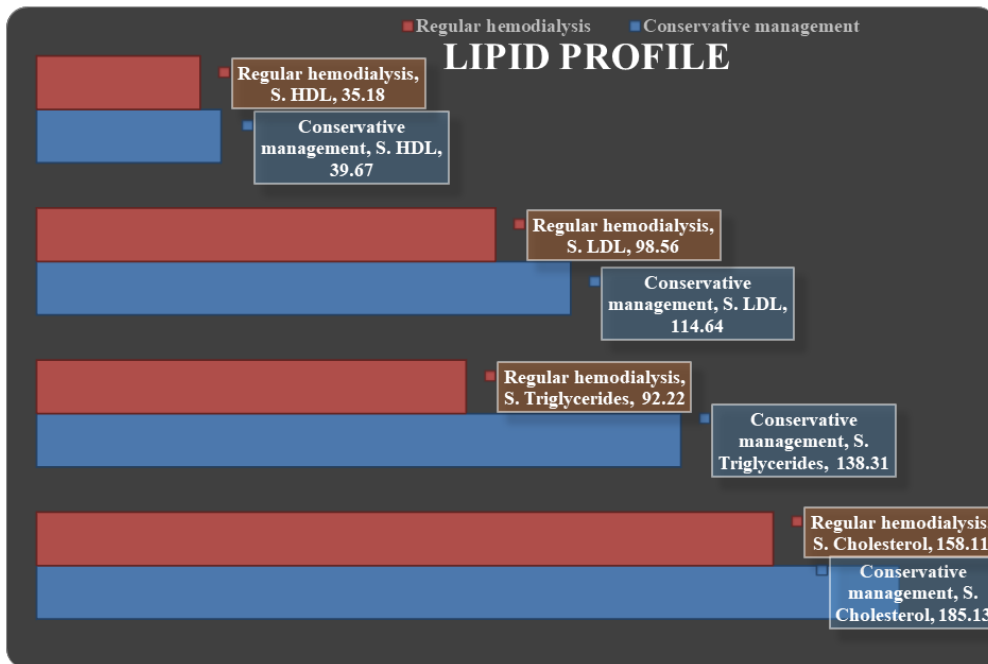 Regular hemodialysis Conservative management
LIPID PROFILE
Regular hemodialysis,
S. HDL, 35.18
Conservative
management, S. HDL,
39.67
Regular hemodialysis,
S. LDL, 98.56
Conservative
management, S. LDL,
114.64
Regular hemodialysis,
S. Triglycerides, 92.22
Conservative
management, S.
Triglycerides, 138.31
Regular hemodialysis,
S. Cholesterol, 158.11
Conservative
management, S.
Cholesterol, 185.13